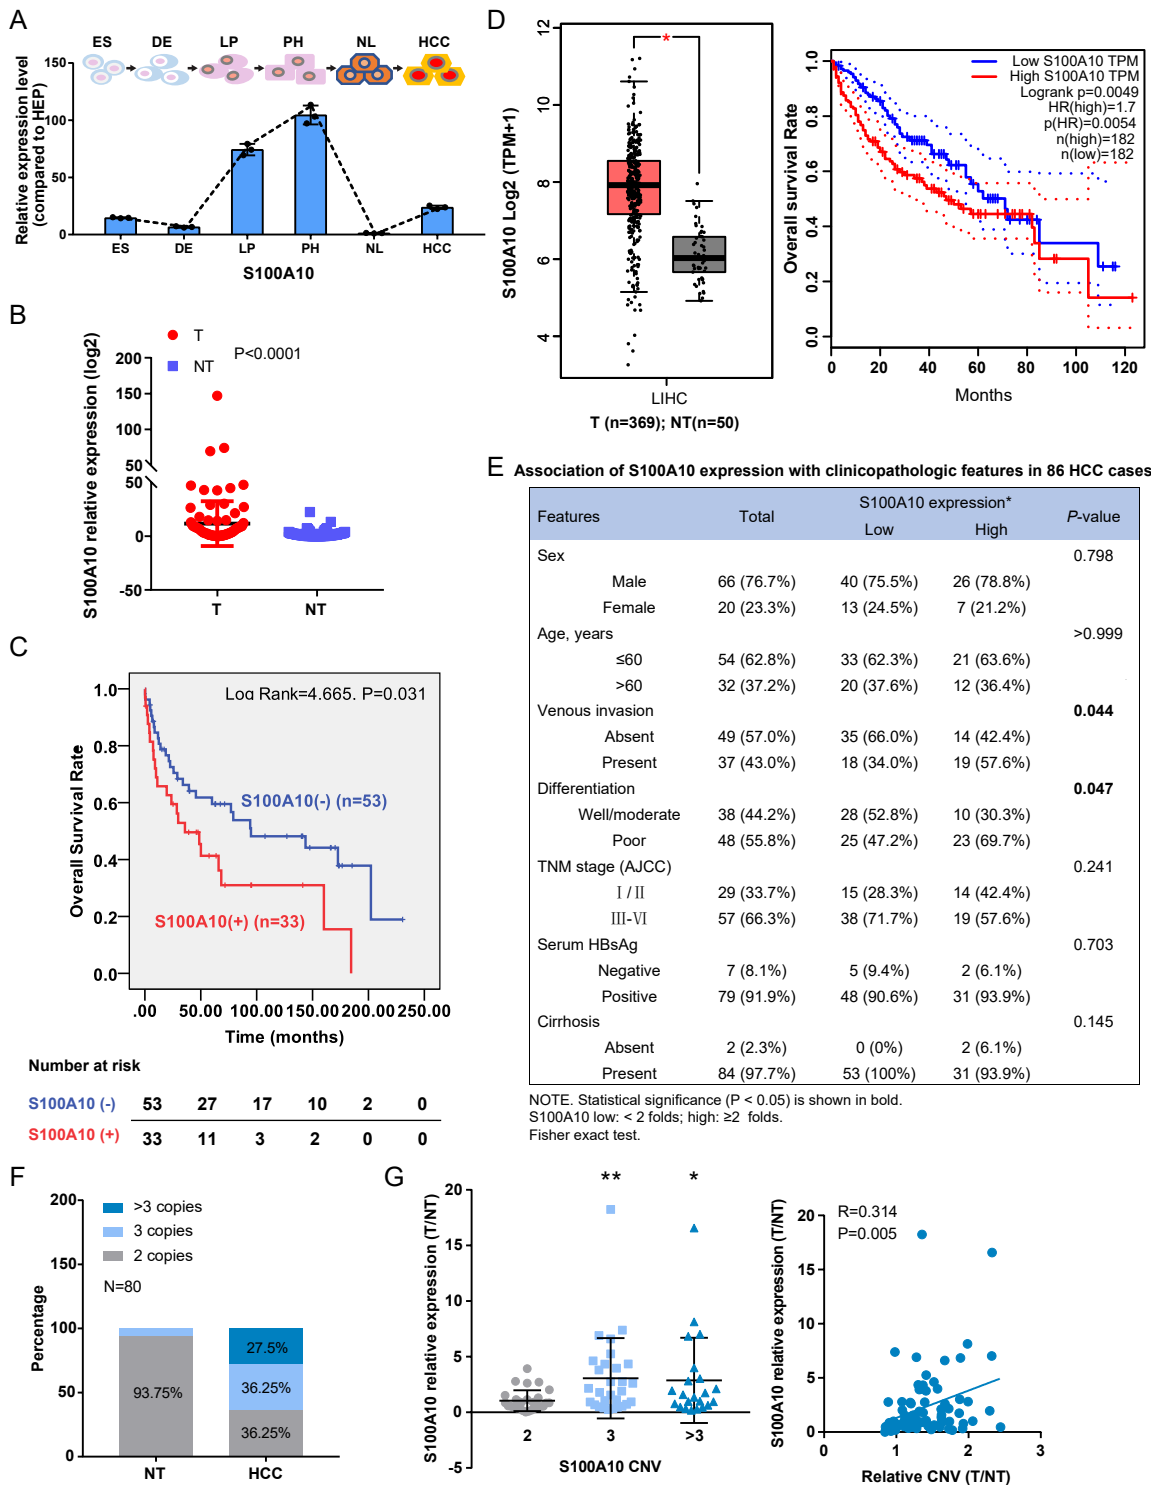 A
ES DE LP PH NL HCC
Relative expression level
(compared to HEP)
150
100
50
0
ES DE LP PH NL HCC
S100A10
B
T
NT
P<0.0001
S100A10 relative expression (log2)
200
150
100
50
50
0
-50
T NT
C
Log Rank=4.665. P=0.031
Overall Survival Rate
1.0
0.8
0.6
0.4
0.2
0.0
S100A10(-) (n=53)
S100A10(+) (n=33)
.00 50.00 100.00 150.00 200.00 250.00
Time (months)
Number at risk
S100A10 (-) 53 27 17 10 2 0
S100A10 (+) 33 11 3 2 0 0
D
S100A10 Log2 (TPM+1)
12
10
8
6
4
*
LIHC
T (n=369); NT(n=50)
Overall survival Rate
1.0
0.8
0.6
0.4
0.2
0.0
Low S100A10 TPM
High S100A10 TPM
Logrank p=0.0049
HR(high)=1.7
p(HR)=0.0054
n(high)=182
n(low)=182
0 20 40 60 80 100 120
Months
E Association of S100A10 expression with clinicopathologic features in 86 HCC cases
Features Total S100A10 expression* P-value
Low High
Sex 0.798
Male 66 (76.7%) 40 (75.5%) 26 (78.8%)
Female 20 (23.3%) 13 (24.5%) 7 (21.2%)
Age, years >0.999
≤60 54 (62.8%) 33 (62.3%) 21 (63.6%)
>60 32 (37.2%) 20 (37.6%) 12 (36.4%)
Venous invasion 0.044
Absent 49 (57.0%) 35 (66.0%) 14 (42.4%)
Present 37 (43.0%) 18 (34.0%) 19 (57.6%)
Differentiation 0.047
Well/moderate 38 (44.2%) 28 (52.8%) 10 (30.3%)
Poor 48 (55.8%) 25 (47.2%) 23 (69.7%)
TNM stage (AJCC) 0.241
Ⅰ/Ⅱ 29 (33.7%) 15 (28.3%) 14 (42.4%)
Ⅲ-Ⅵ 57 (66.3%) 38 (71.7%) 19 (57.6%)
Serum HBsAg 0.703
Negative 7 (8.1%) 5 (9.4%) 2 (6.1%)
Positive 79 (91.9%) 48 (90.6%) 31 (93.9%)
Cirrhosis 0.145
Absent 2 (2.3%) 0 (0%) 2 (6.1%)
Present 84 (97.7%) 53 (100%) 31 (93.9%)
NOTE. Statistical significance (P < 0.05) is shown in bold.
S100A10 low: < 2 folds; high: ≥2 folds.
Fisher exact test.
F
Percentage
200
150
100
50
0
>3 copies
3 copies
2 copies
N=80
93.75%
27.5%
36.25%
36.25%
NT HCC
G
S100A10 relative expression (T/NT)
20
15
10
5
0
-5
** *
2 3 >3
S100A10 CNV
S100A10 relative expression (T/NT)
R=0.314
P=0.005
20
15
10
5
0
0 1 2 3
Relative CNV (T/NT)